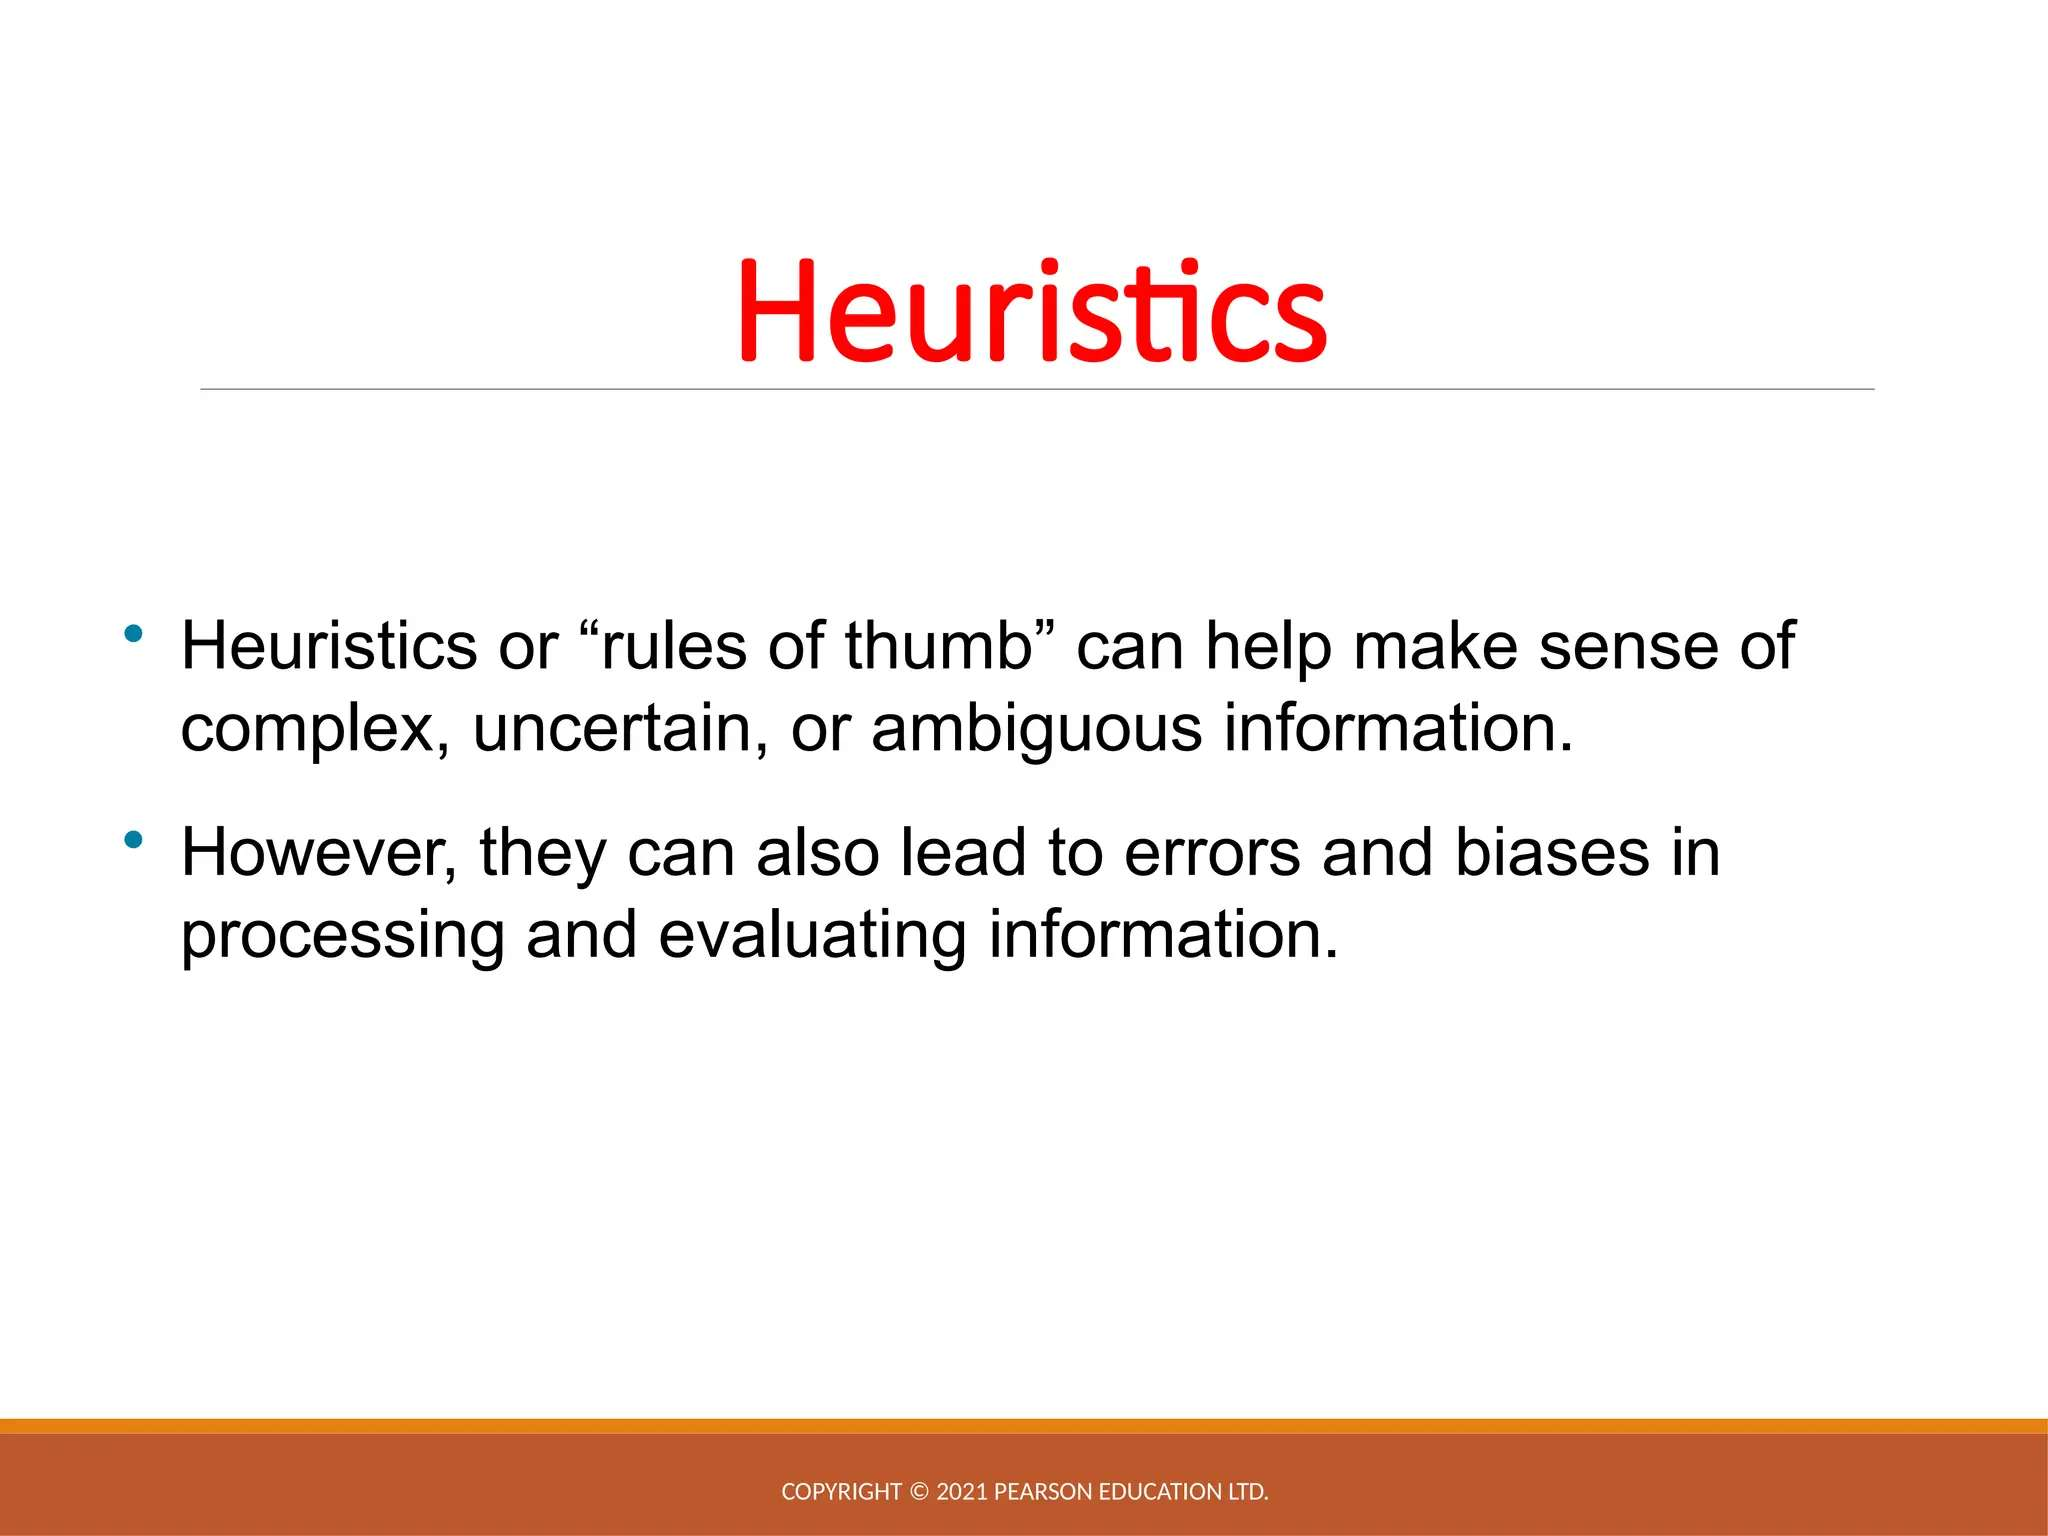 Heuristics
• Heuristics or “rules of thumb” can help make sense of
complex, uncertain, or ambiguous information.
• However, they can also lead to errors and biases in
processing and evaluating information.
COPYRIGHT © 2021 PEARSON EDUCATION LTD.